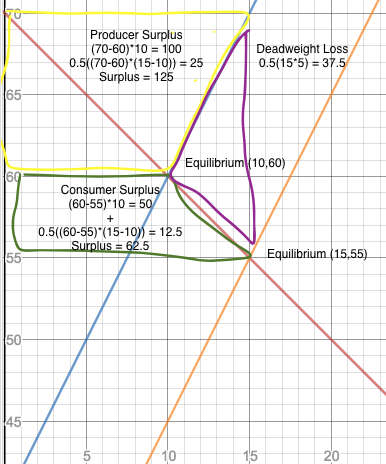 70
Producer Surplus
(70-60)*10 = 100
0.5((70-60)*(15-10)) = 25
Surplus = 125
Deadweight Loss
0.5(15*5) = 37.5
65
Equilibrium (10,60)
60
Consumer Surplus
(60-55)*10 = 50
+
0.5((60-55)*(15-10)) = 12.5
Surplus = 62.5
Equilibrium (15,55)
55
50
45
5
10
15
20